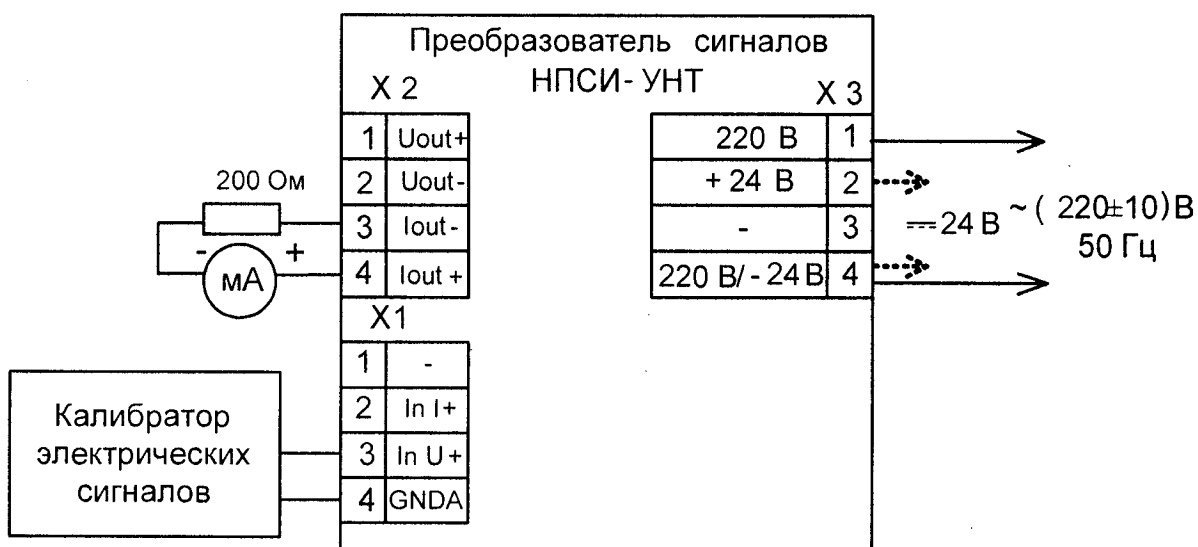 Преобразователь сигналов
НПСИ- УНТ
X 2
X 3
1 Uout+
2 Uout-
3 Iout-
4 Iout +
200 Ом
- +
мА
220 В 1
+ 24 В 2
- 3
220 В/ - 24 В 4
24 В
~ ( 220±10)В
50 Гц
X1
1 -
2 In I+
3 In U+
4 GNDA
Калибратор
электрических
сигналов